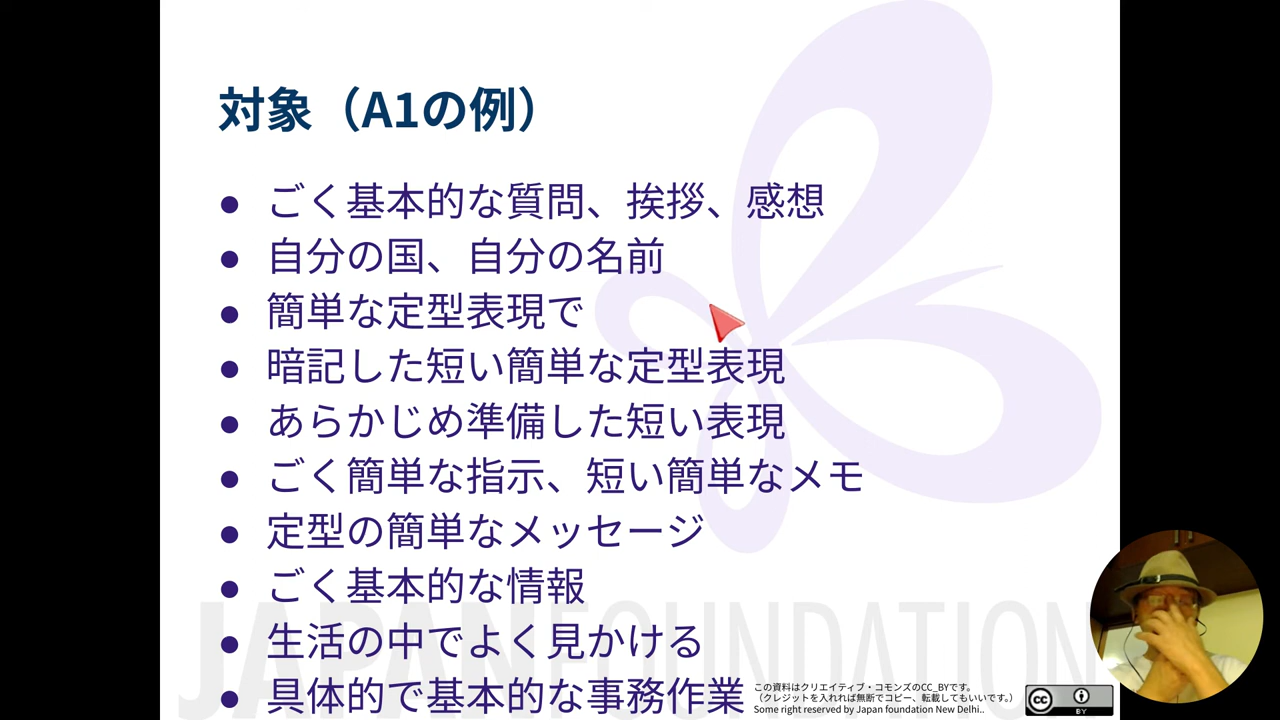 対象（A1の例）
● ごく基本的な質問、挨拶、感想
● 自分の国、自分の名前
● 簡単な定型表現で
● 暗記した短い簡単な定型表現
● あらかじめ準備した短い表現
● ごく簡単な指示、短い簡単なメモ
● 定型の簡単なメッセージ
● ごく基本的な情報
● 生活の中でよく見かける
● 具体的で基本的な事務作業
この資料はクリエイティブ・コモンズのCC_BYです。
（クレジットを入れれば無断でコピー、転載してもいいです。）
Some right reserved by Japan foundation New Delhi..
cc BY
JAPANFOUNDATION